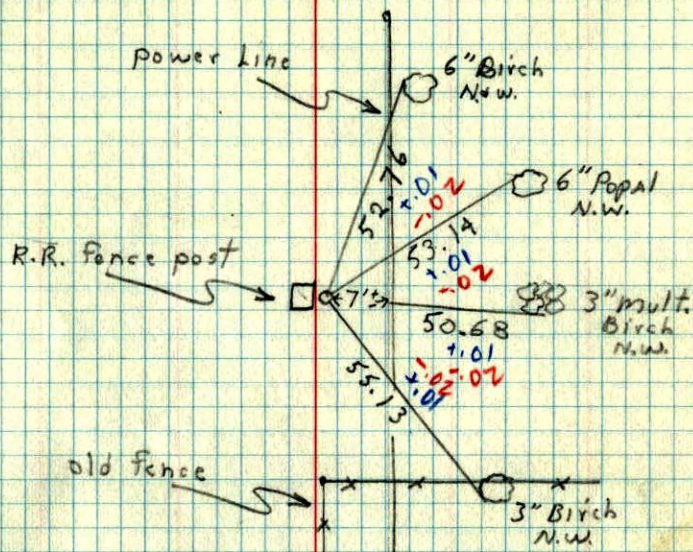 power Line
6" Birch
N.W.
52.76
+.01
-.02
6" Popal
N.W.
53.14
+.01
-.02
R.R. fence post
7'±
3" mult.
Birch
N.W.
50.68
+.01
-.02
55.13
-.02
+.01
old fence
3" Birch
N.W.